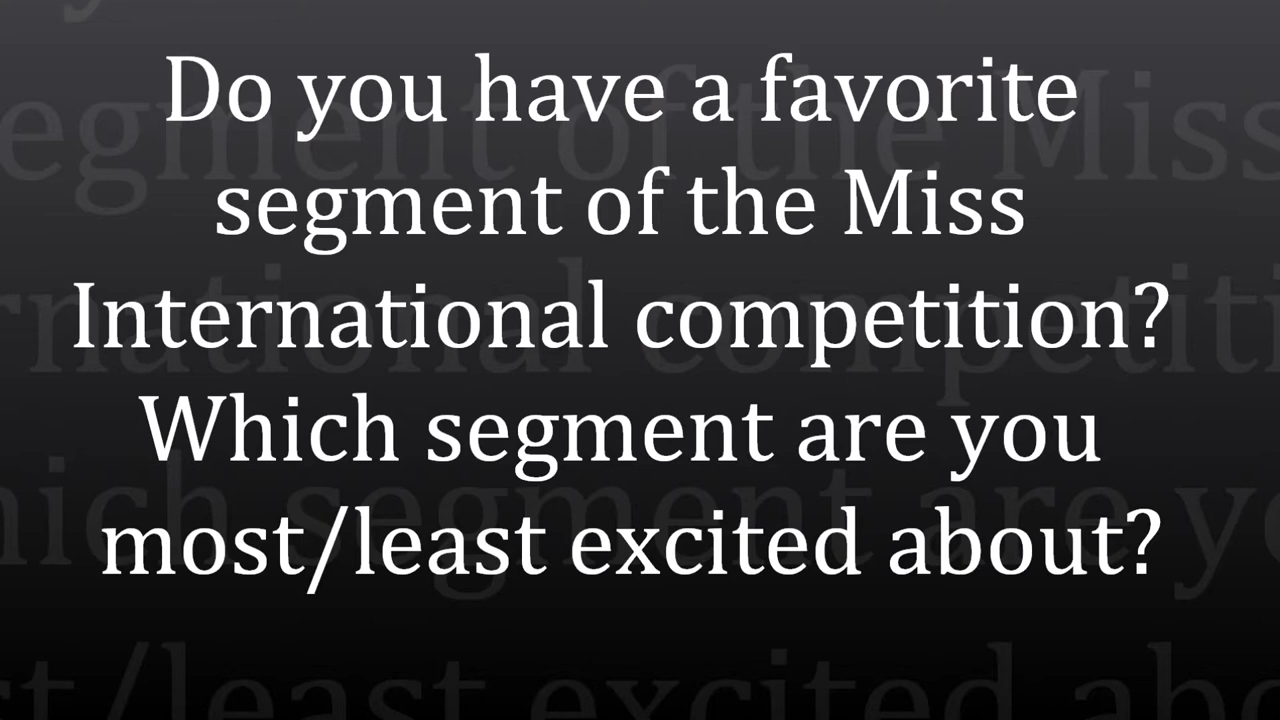 Do you have a favorite
segment of the Miss
International competition?
Which segment are you
most/least excited about?